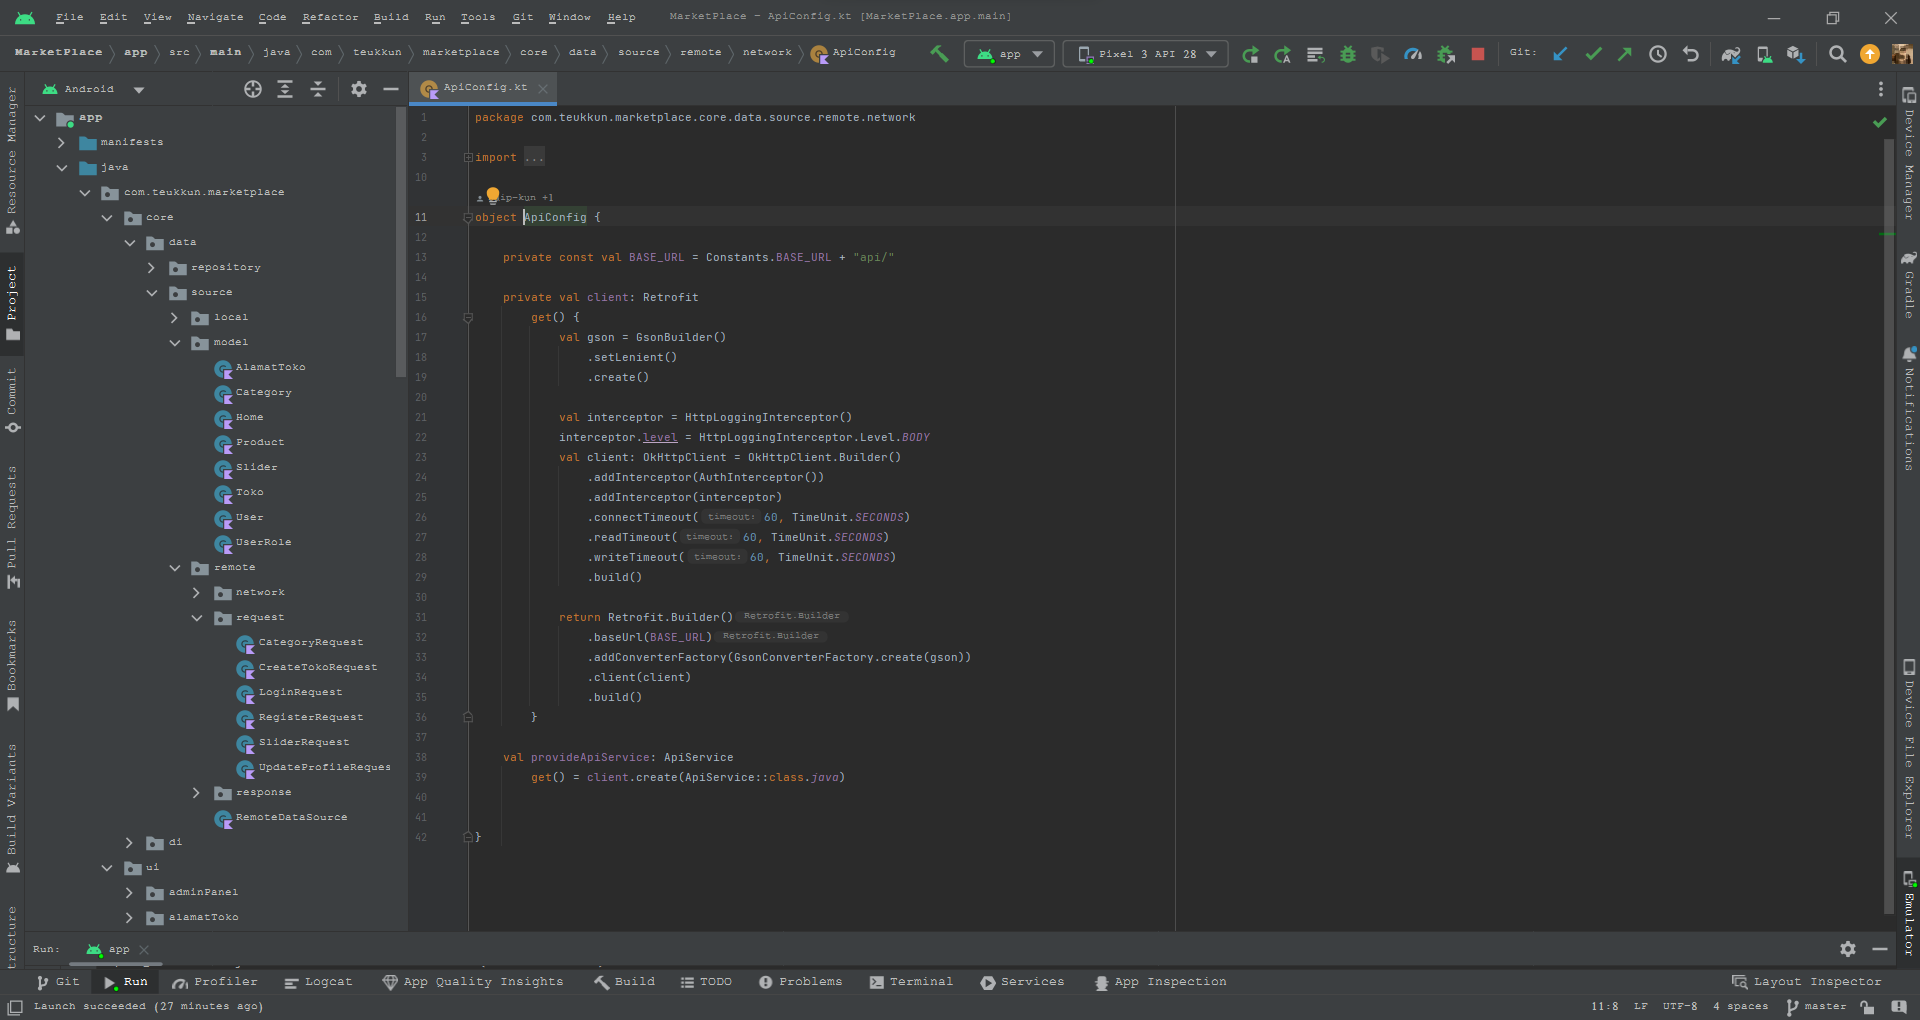 File Edit View Navigate Code Refactor Build Run Tools Git Window Help MarketPlace - ApiConfig.kt [MarketPlace.app.main]
MarketPlace app src main java com teukkun marketplace core data source remote network ApiConfig app Pixel 3 API 28 Git:
Android
ApiConfig.kt
Resource Manager
Project
Commit
Pull Requests
Bookmarks
Build Variants
tructure
app
manifests
java
com.teukkun.marketplace
core
data
repository
source
local
model
AlamatToko
Category
Home
Product
Slider
Toko
User
UserRole
remote
network
request
CategoryRequest
CreateTokoRequest
LoginRequest
RegisterRequest
SliderRequest
UpdateProfileReques
response
RemoteDataSource
di
ui
adminPanel
alamatToko
1 package com.teukkun.marketplace.core.data.source.remote.network
2
3 import ...
10
ip-kun +1
11 object ApiConfig {
12
13 private const val BASE_URL = Constants.BASE_URL + "api/"
14
15 private val client: Retrofit
16 get() {
17 val gson = GsonBuilder()
18 .setLenient()
19 .create()
20
21 val interceptor = HttpLoggingInterceptor()
22 interceptor.level = HttpLoggingInterceptor.Level.BODY
23 val client: OkHttpClient = OkHttpClient.Builder()
24 .addInterceptor(AuthInterceptor())
25 .addInterceptor(interceptor)
26 .connectTimeout( timeout: 60, TimeUnit.SECONDS)
27 .readTimeout( timeout: 60, TimeUnit.SECONDS)
28 .writeTimeout( timeout: 60, TimeUnit.SECONDS)
29 .build()
30
31 return Retrofit.Builder() Retrofit.Builder
32 .baseUrl(BASE_URL) Retrofit.Builder
33 .addConverterFactory(GsonConverterFactory.create(gson))
34 .client(client)
35 .build()
36 }
37
38 val provideApiService: ApiService
39 get() = client.create(ApiService::class.java)
40
41
42 }
Device Manager
Gradle
Notifications
Device File Explorer
Emulator
Run: app
Git Run Profiler Logcat App Quality Insights Build TODO Problems Terminal Services App Inspection Layout Inspector
Launch succeeded (27 minutes ago) 11:8 LF UTF-8 4 spaces master